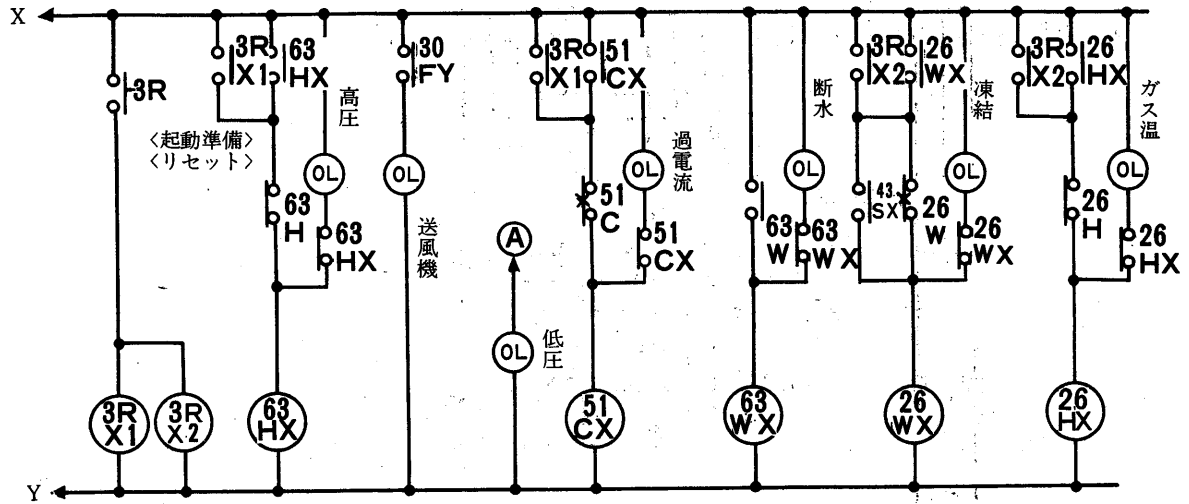 X
3R
3R
X1
63
HX
高圧
30
FY
3R
X1
51
CX
過電流
断水
3R
X2
26
WX
凍結
3R
X2
26
HX
ガス温
<起動準備>
<リセット>
OL
63
H
63
HX
OL
送風機
A
OL
低圧
51
C
OL
51
CX
OL
63
W
63
WX
43
SX
26
W
OL
26
WX
OL
26
H
26
HX
3R
X1
3R
X2
63
HX
51
CX
63
WX
26
WX
26
HX
Y